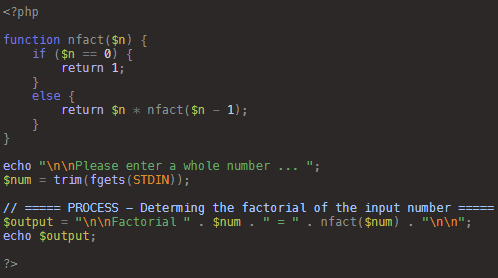 <?php
function nfact($n) {
    if ($n == 0) {
        return 1;
    }
    else {
        return $n * nfact($n - 1);
    }
}
echo "\n\nPlease enter a whole number ... ";
$num = trim(fgets(STDIN));
// ===== PROCESS - Determing the factorial of the input number =====
$output = "\n\nFactorial " . $num . " = " . nfact($num) . "\n\n";
echo $output;
?>